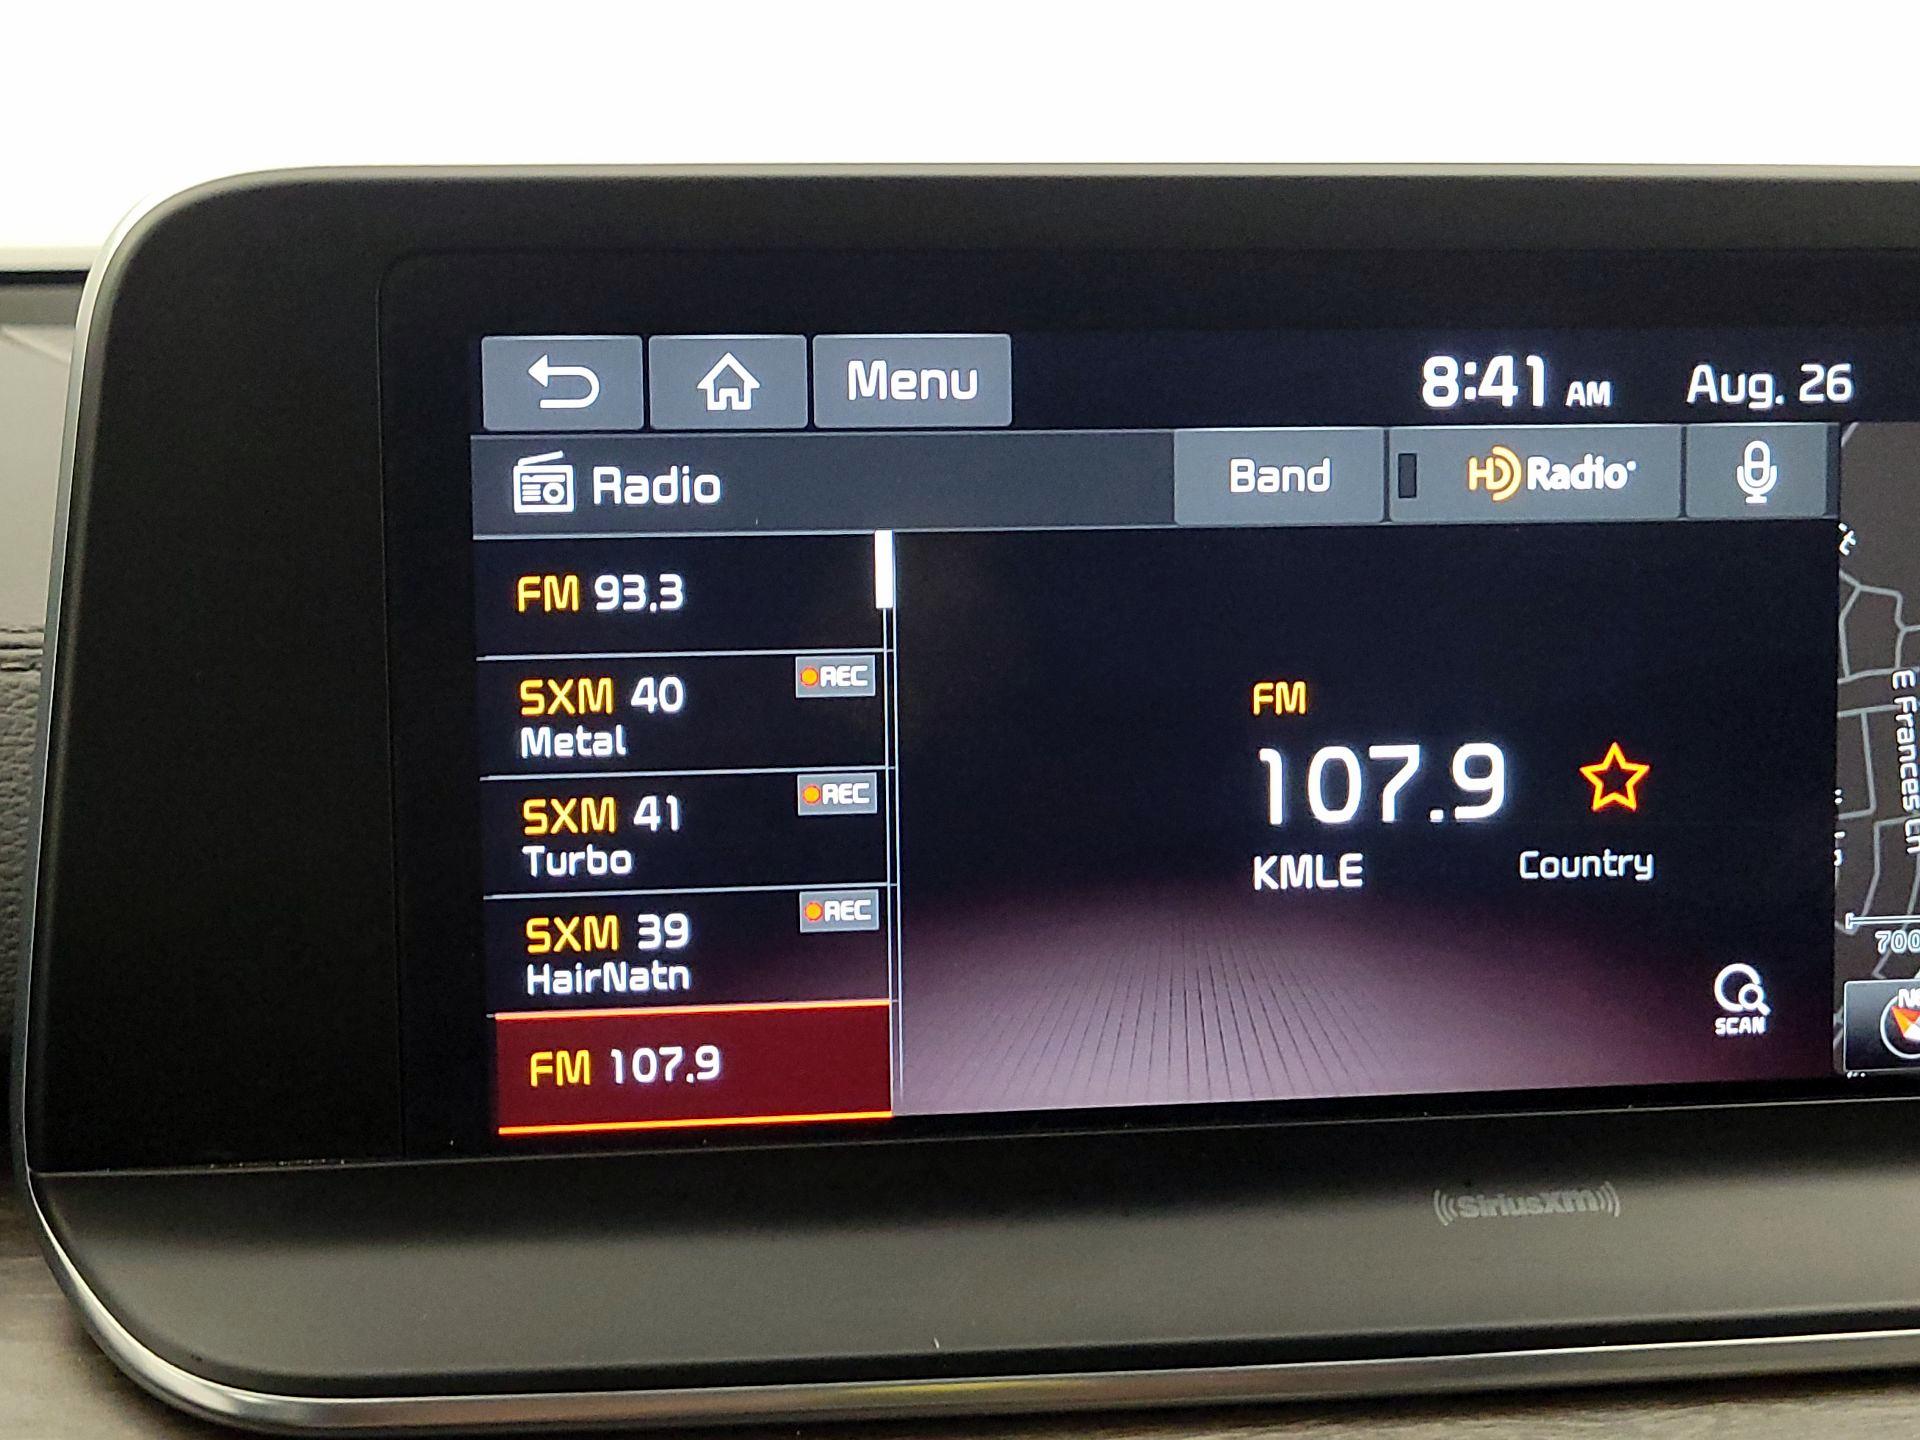 Menu
8:41 AM
Aug. 26
Radio
Band
HD Radio
FM 93.3
SXM 40
REC
Metal
SXM 41
REC
Turbo
SXM 39
REC
HairNatn
FM 107.9
FM
107.9
KMLE
Country
SCAN
E Frances Ln
700
((SiriusXM))